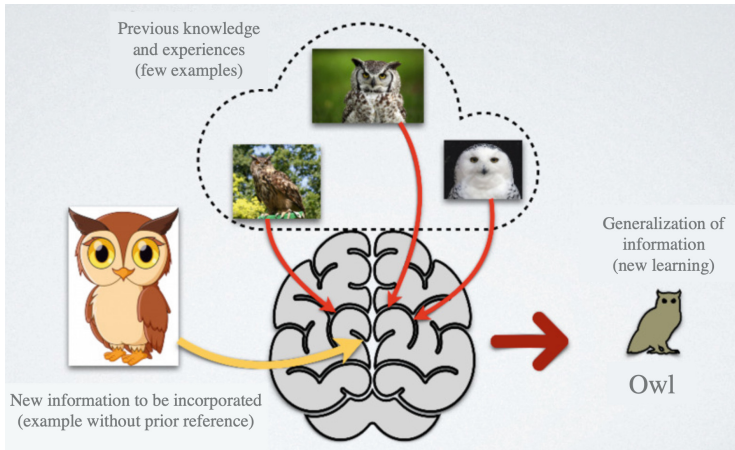 Previous knowledge
and experiences
(few examples)
Generalization of
information
(new learning)
Owl
New information to be incorporated
(example without prior reference)